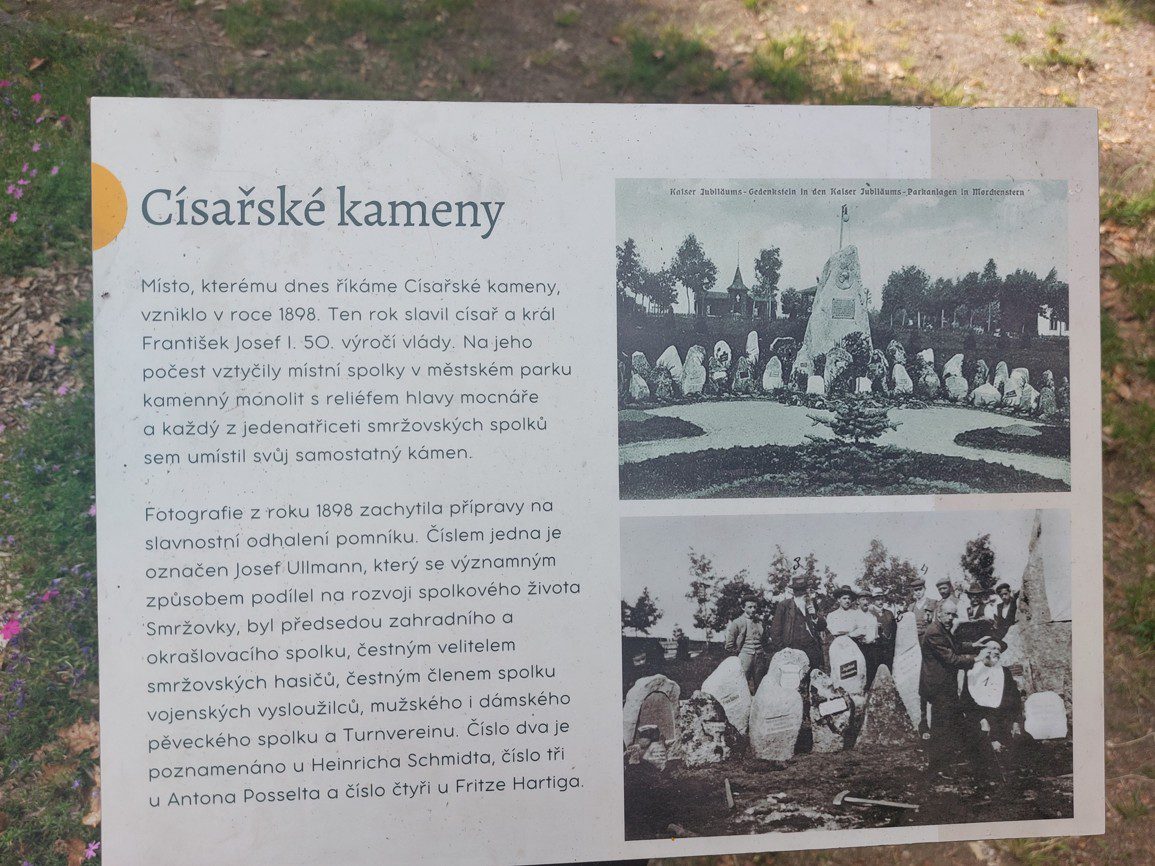 Císařské kameny
Místo, kterému dnes říkáme Císařské kameny,
vzniklo v roce 1898. Ten rok slavil císař a král
František Josef I. 50. výročí vlády. Na jeho
počest vztyčily místní spolky v městském parku
kamenný monolit s reliéfem hlavy mocnáře
a každý z jedenatřiceti smržovských spolků
sem umístil svůj samostatný kámen.
Fotografie z roku 1898 zachytila přípravy na
slavnostní odhalení pomníku. Číslem jedna je
označen Josef Ullmann, který se významným
způsobem podílel na rozvoji spolkového života
Smržovky, byl předsedou zahradního a
okrašlovacího spolku, čestným velitelem
smržovských hasičů, čestným členem spolku
vojenských vysloužilců, mužského i dámského
pěveckého spolku a Turnvereinu. Číslo dva je
poznamenáno u Heinricha Schmidta, číslo tři
u Antona Posselta a číslo čtyři u Fritze Hartiga.
Kaiser Jubiläums-Gedenkstein in den Kaiser Jubiläums-Parkanlagen in Morchenstern
3
4